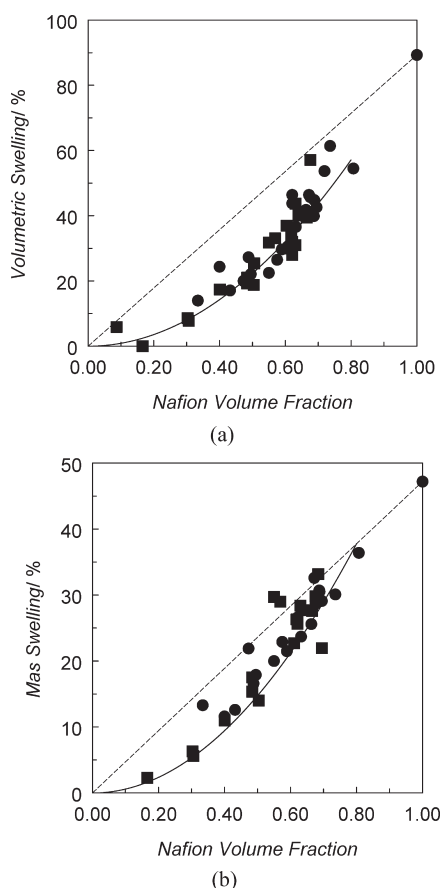 100
80
60
40
20
0
Volumetric Swelling/ %
0.00 0.20 0.40 0.60 0.80 1.00
Nafion Volume Fraction
(a)
50
40
30
20
10
0
Mas Swelling/ %
0.00 0.20 0.40 0.60 0.80 1.00
Nafion Volume Fraction
(b)